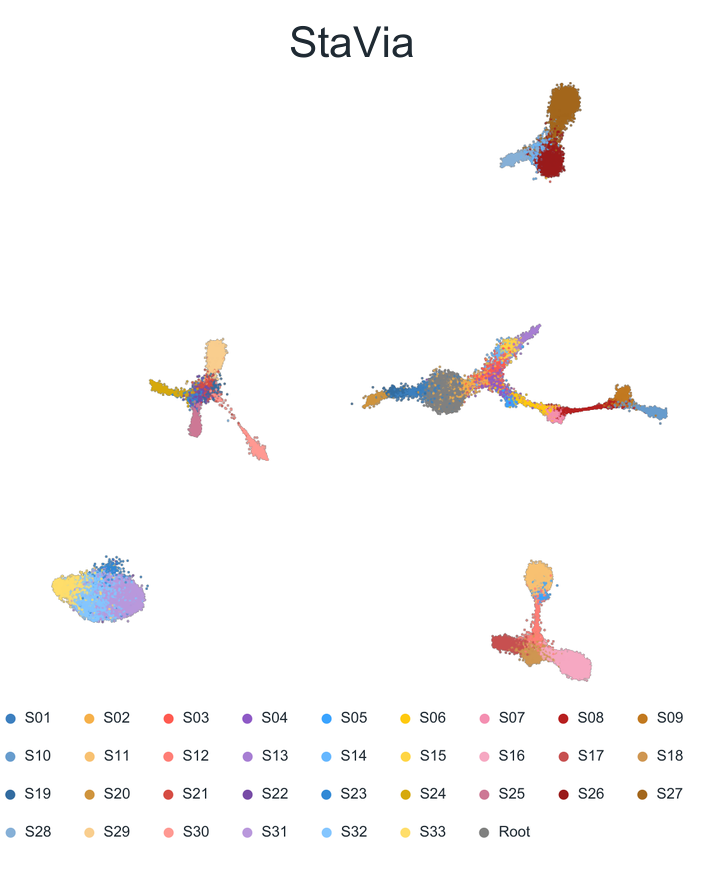 StaVia
S01 S02 S03 S04 S05 S06 S07 S08 S09
S10 S11 S12 S13 S14 S15 S16 S17 S18
S19 S20 S21 S22 S23 S24 S25 S26 S27
S28 S29 S30 S31 S32 S33 Root